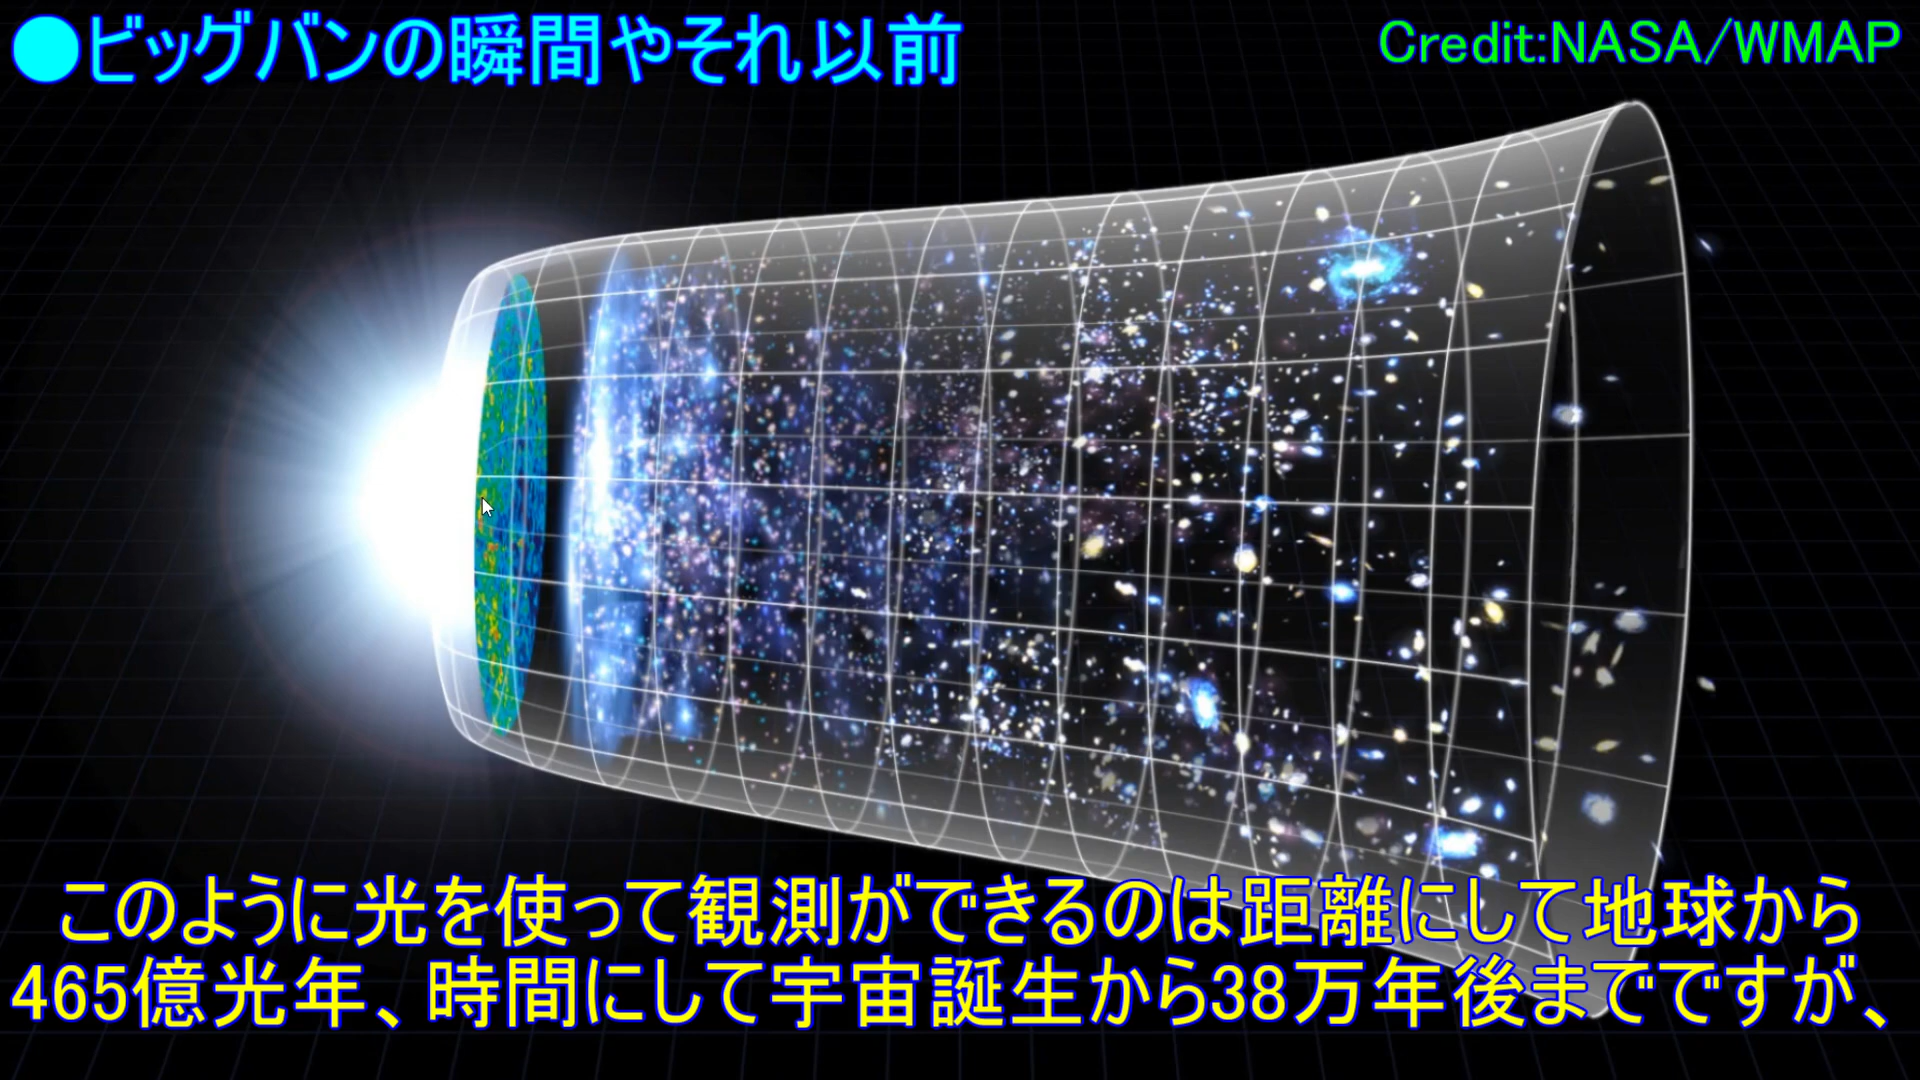 ●ビッグバンの瞬間やそれ以前
Credit:NASA/WMAP
このように光を使って観測ができるのは距離にして地球から
465億光年、時間にして宇宙誕生から38万年後までですが、